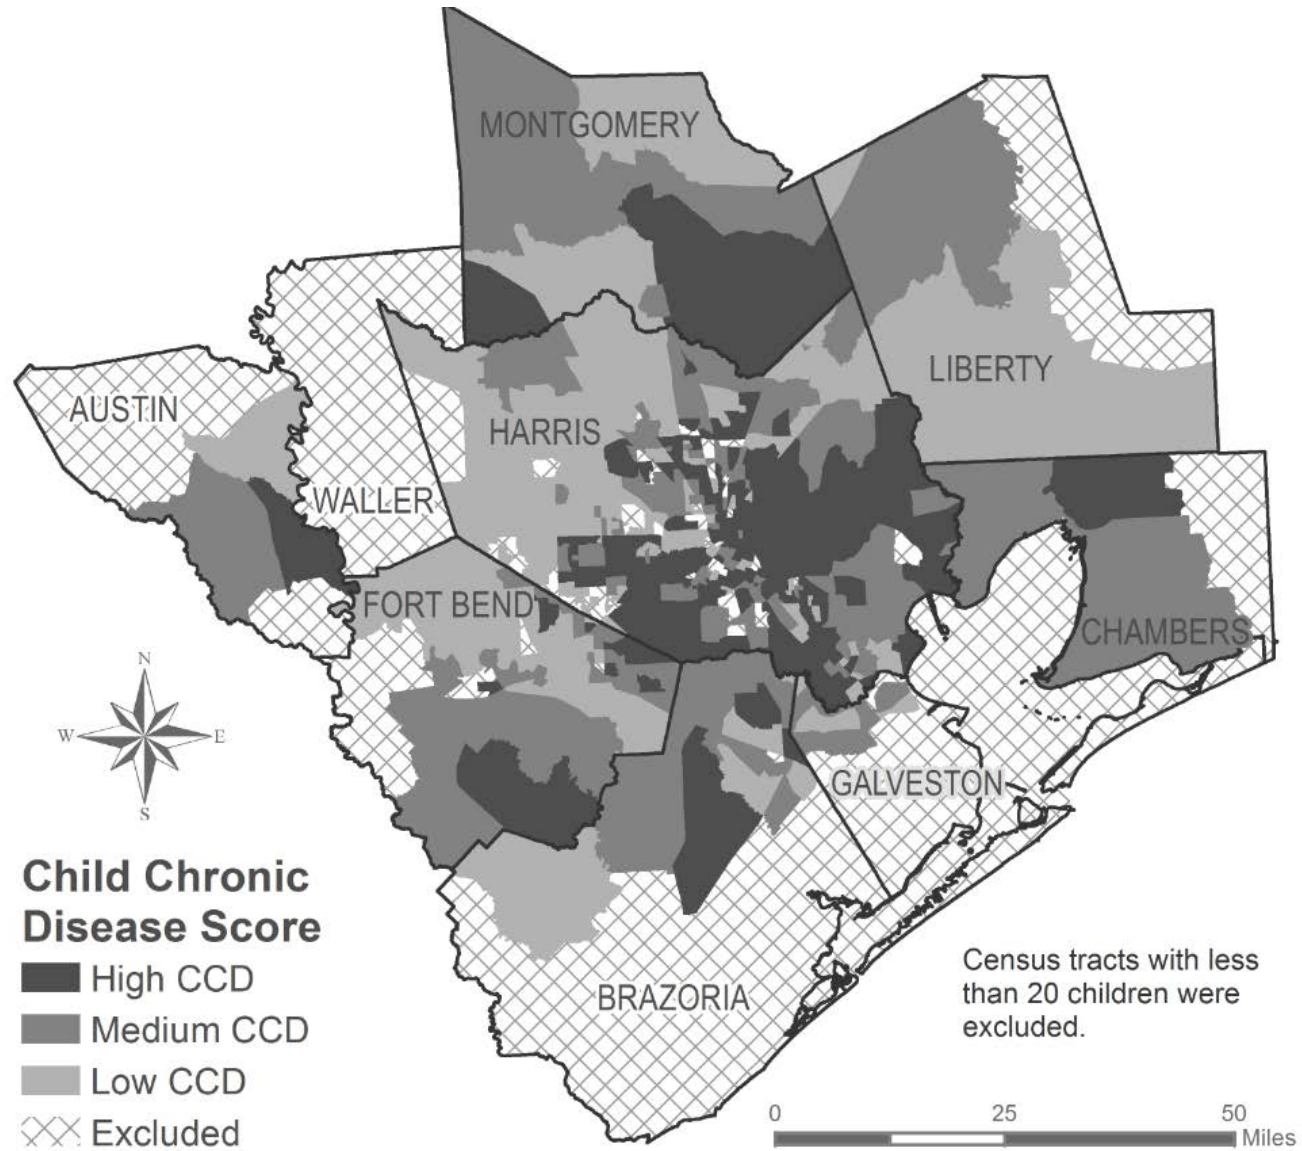 MONTGOMERY
LIBERTY
AUSTIN
HARRIS
WALLER
FORT BEND
CHAMBERS
N
W E
S
GALVESTON
BRAZORIA
Child Chronic
Disease Score
High CCD
Medium CCD
Low CCD
Excluded
Census tracts with less
than 20 children were
excluded.
0 25 50
Miles